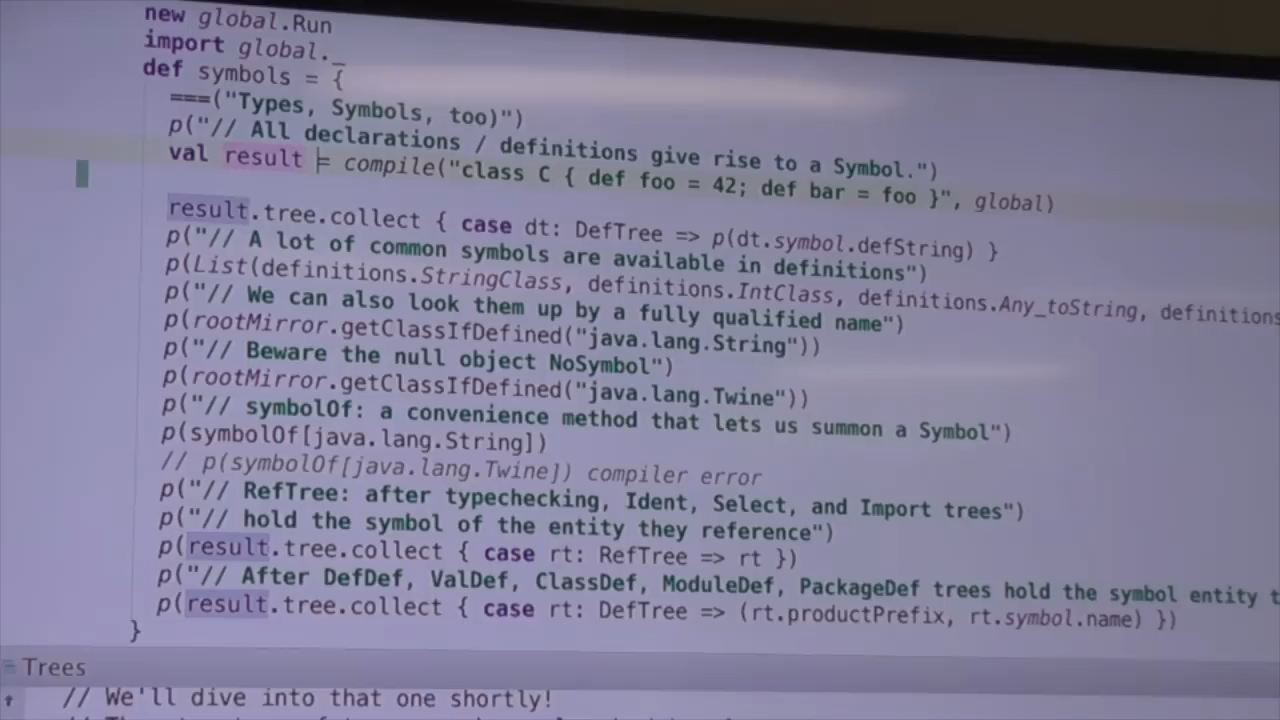 new global.Run
import global._
def symbols = {
===("Types, Symbols, too)")
p("// All declarations / definitions give rise to a Symbol.")
val result = compile("class C { def foo = 42; def bar = foo }", global)
result.tree.collect { case dt: DefTree => p(dt.symbol.defString) }
p("// A lot of common symbols are available in definitions")
p(List(definitions.StringClass, definitions.IntClass, definitions.Any_toString, definitions
p("// We can also look them up by a fully qualified name")
p(rootMirror.getClassIfDefined("java.lang.String"))
p("// Beware the null object NoSymbol")
p(rootMirror.getClassIfDefined("java.lang.Twine"))
p("// symbolOf: a convenience method that lets us summon a Symbol")
p(symbolOf[java.lang.String])
// p(symbolOf[java.lang.Twine]) compiler error
p("// RefTree: after typechecking, Ident, Select, and Import trees")
p("// hold the symbol of the entity they reference")
p(result.tree.collect { case rt: RefTree => rt })
p("// After DefDef, ValDef, ClassDef, ModuleDef, PackageDef trees hold the symbol entity t
p(result.tree.collect { case rt: DefTree => (rt.productPrefix, rt.symbol.name) })
}
Trees
// We'll dive into that one shortly!